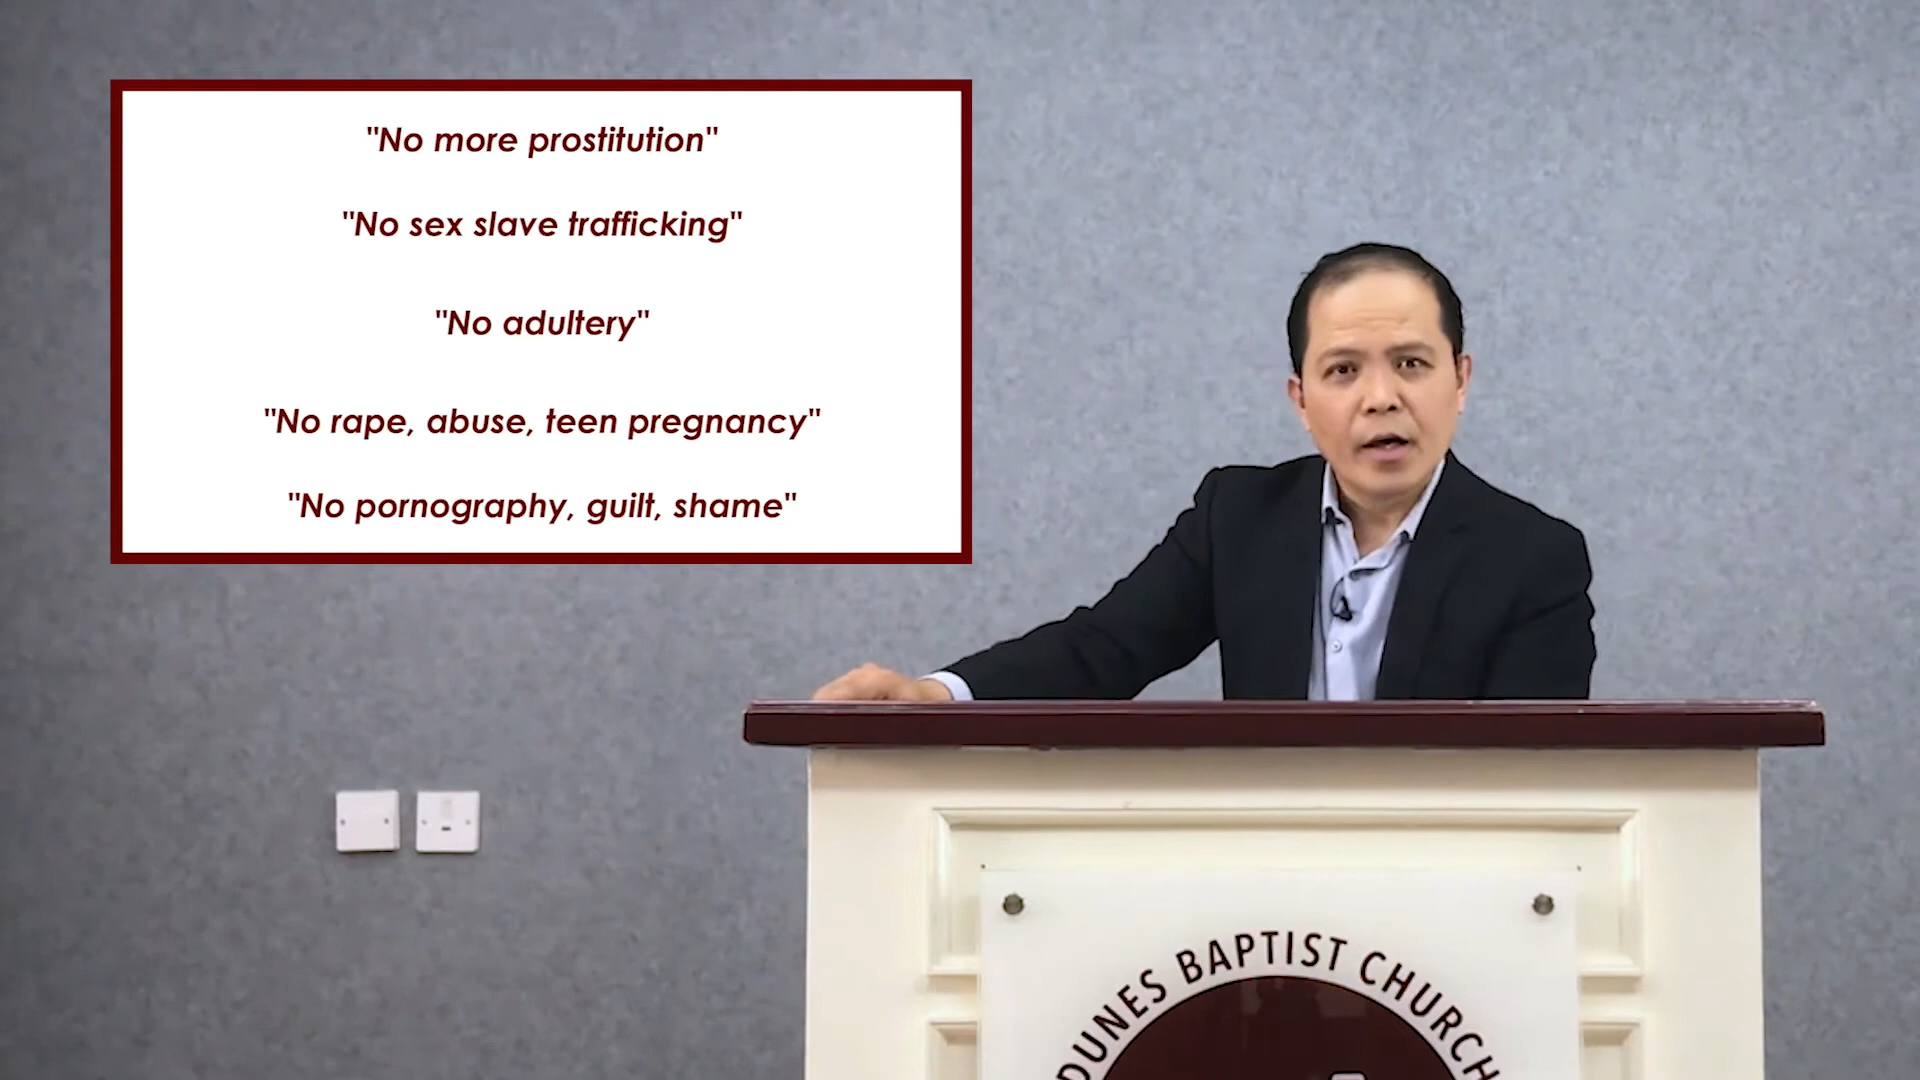 "No more prostitution"
"No sex slave trafficking"
"No adultery"
"No rape, abuse, teen pregnancy"
"No pornography, guilt, shame"
DUNES BAPTIST CHURCH